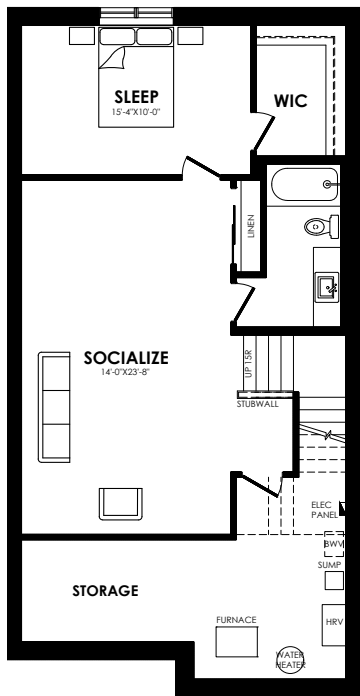 SLEEP
15'-4"X10'-0"
WIC
LINEN
SOCIALIZE
14'-0"X23'-8"
UP 15R
STUBWALL
ELEC
PANEL
BWV
SUMP
STORAGE
FURNACE
HRV
WATER
HEATER